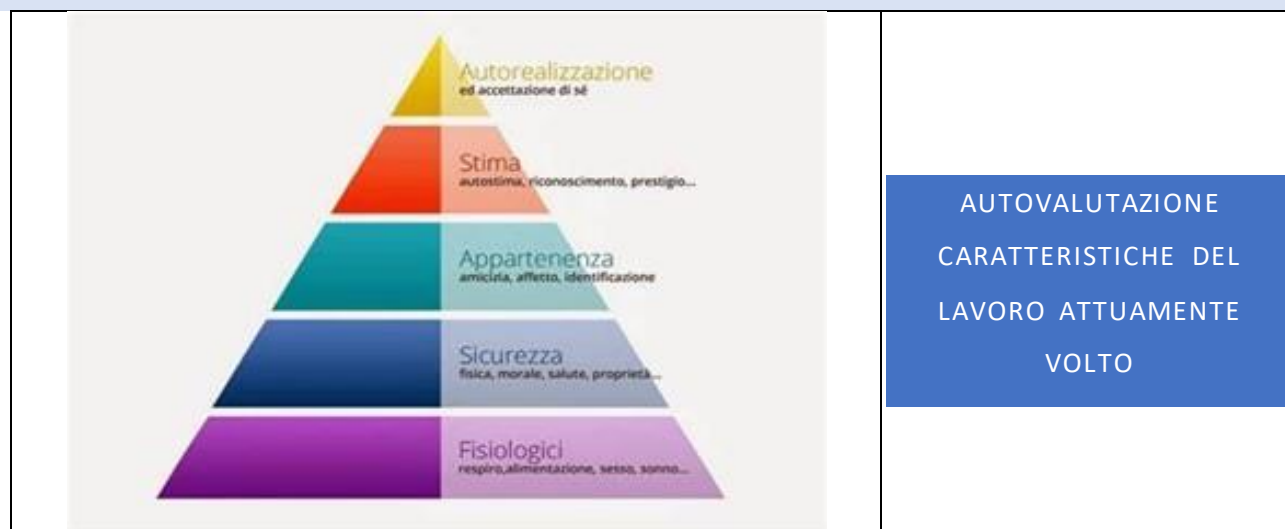 Autorealizzazione
ed accettazione di sé
Stima
autostima, riconoscimento, prestigio...
Appartenenza
amicizia, affetto, identificazione
Sicurezza
fisica, morale, salute, proprietà...
Fisiologici
respiro,alimentazione, sesso, sonno...
AUTOVALUTAZIONE
CARATTERISTICHE DEL
LAVORO ATTUAMENTE
VOLTO